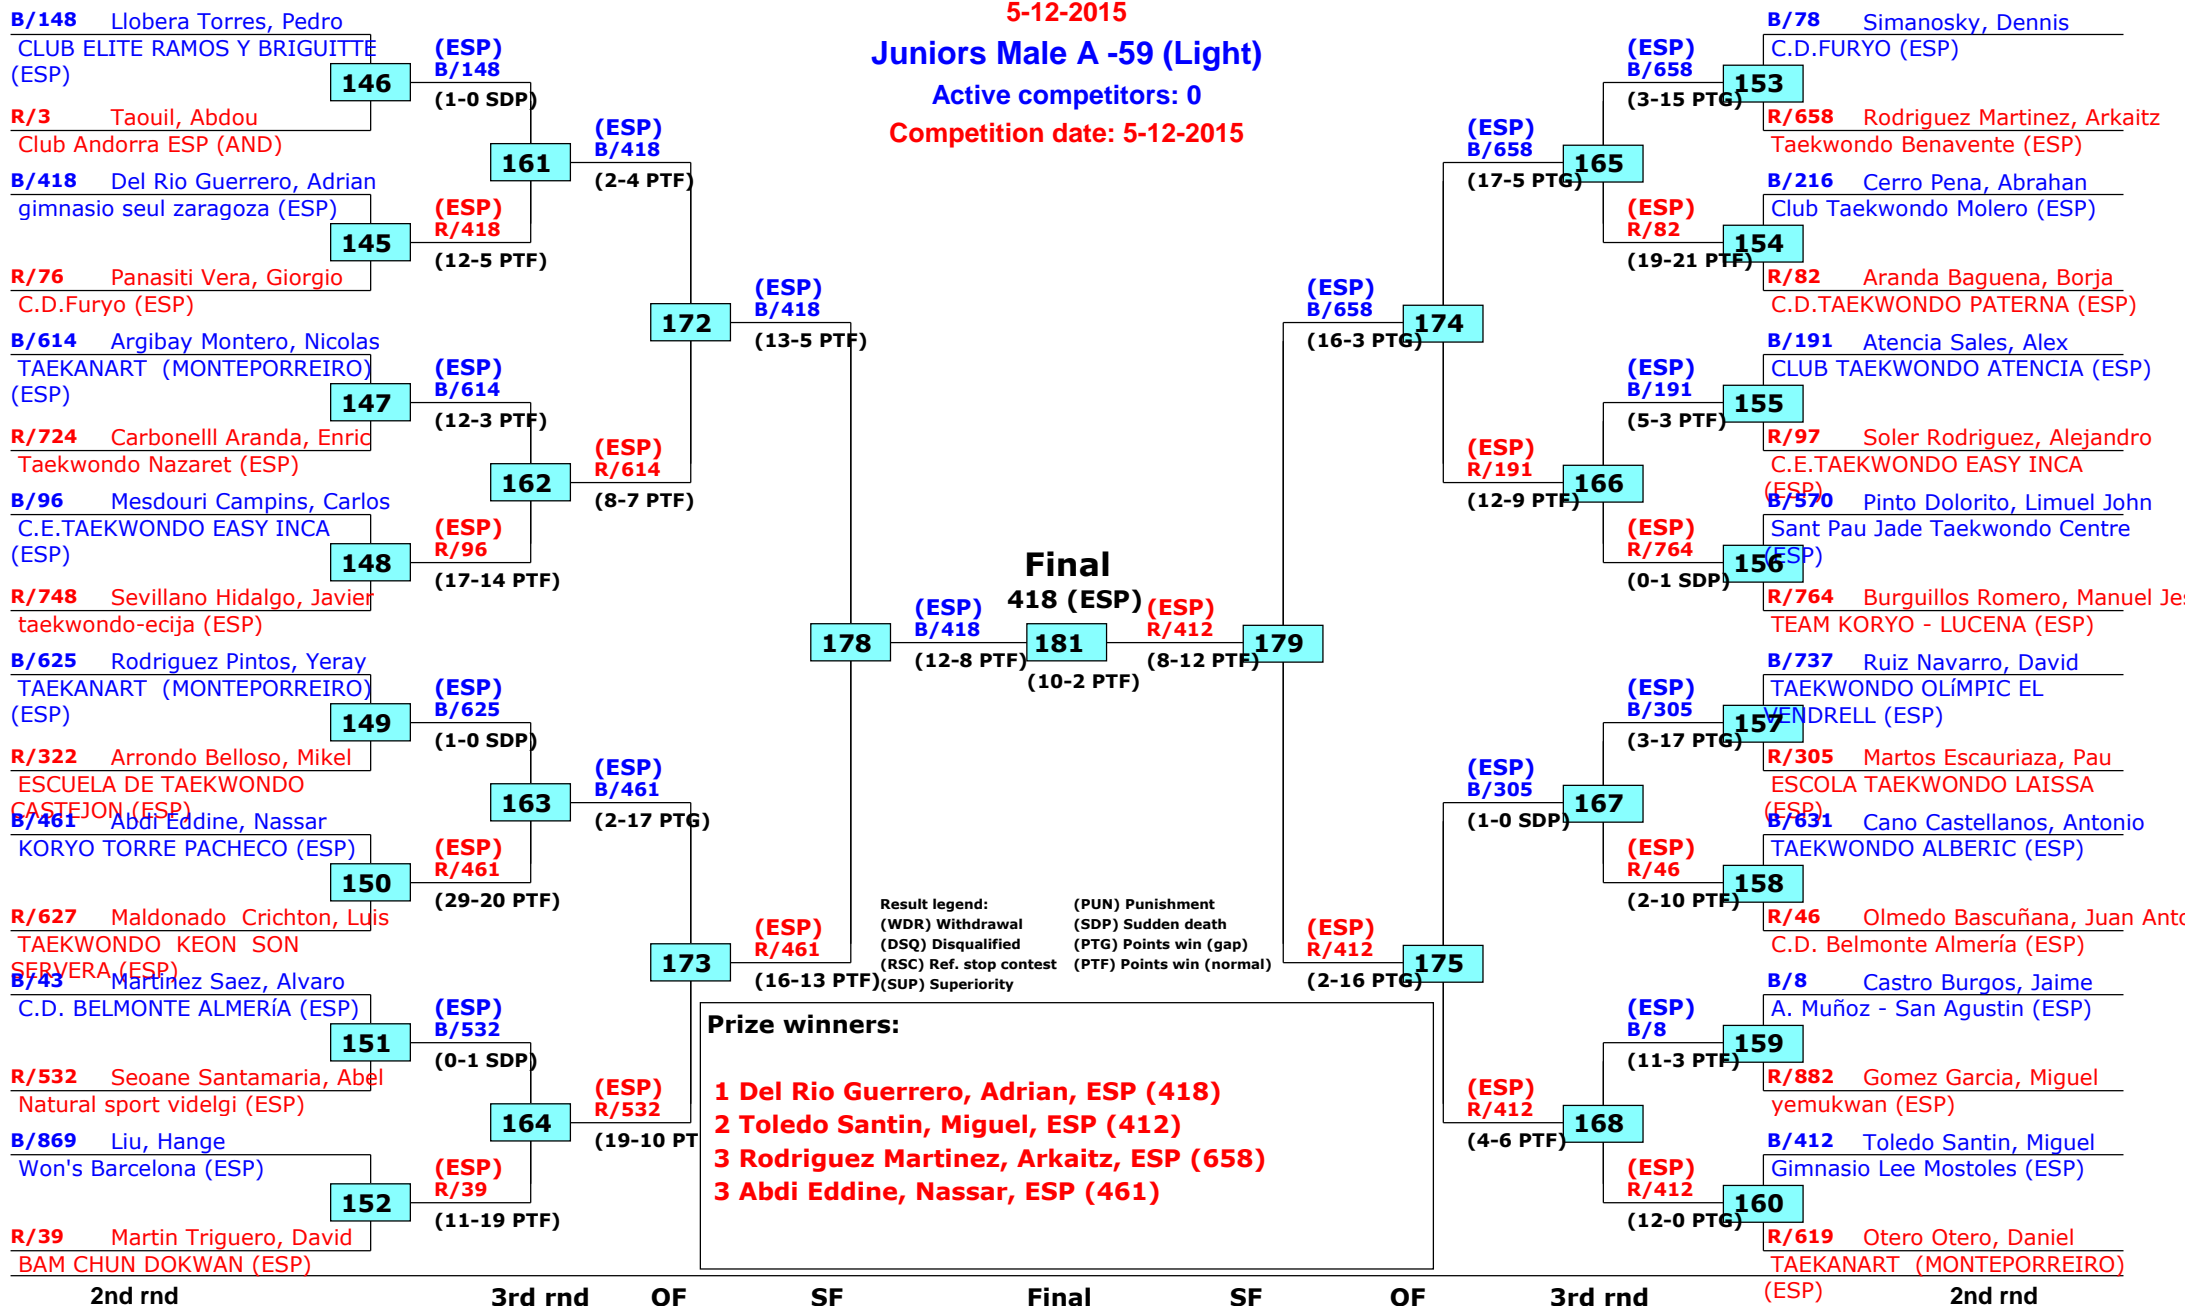 5-12-2015
Juniors Male A -59 (Light)
Active competitors: 0
Competition date: 5-12-2015
B/148 Llobera Torres, Pedro
CLUB ELITE RAMOS Y BRIGUITTE
(ESP)
146
R/3 Taouil, Abdou
Club Andorra ESP (AND)
B/418 Del Rio Guerrero, Adrian
gimnasio seul zaragoza (ESP)
145
R/76 Panasiti Vera, Giorgio
C.D.Furyo (ESP)
B/614 Argibay Montero, Nicolas
TAEKANART (MONTEPORREIRO)
(ESP)
147
R/724 Carbonelll Aranda, Enric
Taekwondo Nazaret (ESP)
B/96 Mesdouri Campins, Carlos
C.E.TAEKWONDO EASY INCA
(ESP)
148
R/748 Sevillano Hidalgo, Javier
taekwondo-ecija (ESP)
B/625 Rodriguez Pintos, Yeray
TAEKANART (MONTEPORREIRO)
(ESP)
149
R/322 Arrondo Belloso, Mikel
ESCUELA DE TAEKWONDO
CASTEJON (ESP)
B/461 Abdi Eddine, Nassar
KORYO TORRE PACHECO (ESP)
150
R/627 Maldonado Crichton, Luis
TAEKWONDO KEON SON
SERVERA (ESP)
B/43 Martinez Saez, Alvaro
C.D. BELMONTE ALMERíA (ESP)
151
R/532 Seoane Santamaria, Abel
Natural sport videlgi (ESP)
B/869 Liu, Hange
Won's Barcelona (ESP)
152
R/39 Martin Triguero, David
BAM CHUN DOKWAN (ESP)
(ESP)
B/148
(1-0 SDP)
161
(ESP)
R/418
(12-5 PTF)
(ESP)
B/614
(12-3 PTF)
162
(ESP)
R/96
(17-14 PTF)
(ESP)
B/625
(1-0 SDP)
163
(ESP)
R/461
(29-20 PTF)
(ESP)
B/532
(0-1 SDP)
164
(ESP)
R/39
(11-19 PTF)
(ESP)
B/418
(2-4 PTF)
172
(ESP)
R/614
(8-7 PTF)
(ESP)
B/461
(2-17 PTG)
173
(ESP)
R/532
(19-10 PT
(ESP)
B/418
(13-5 PTF)
178
(ESP)
R/461
(16-13 PTF)
(ESP)
B/418
(12-8 PTF)
Final
418 (ESP)
181
(10-2 PTF)
(ESP)
R/412
(8-12 PTF)
179
(ESP)
B/658
(16-3 PTG)
174
(ESP)
R/412
(2-16 PTG)
175
(ESP)
B/658
(17-5 PTG)
165
(ESP)
R/191
(12-9 PTF)
166
(ESP)
B/305
(1-0 SDP)
167
(ESP)
R/412
(4-6 PTF)
168
(ESP)
B/658
(3-15 PTG)
153
(ESP)
R/82
(19-21 PTF)
154
(ESP)
B/191
(5-3 PTF)
155
(ESP)
R/764
(0-1 SDP)
156
(ESP)
B/305
(3-17 PTG)
157
(ESP)
R/46
(2-10 PTF)
158
(ESP)
B/8
(11-3 PTF)
159
(ESP)
R/412
(12-0 PTG)
160
B/78 Simanosky, Dennis
C.D.FURYO (ESP)
R/658 Rodriguez Martinez, Arkaitz
Taekwondo Benavente (ESP)
B/216 Cerro Pena, Abrahan
Club Taekwondo Molero (ESP)
R/82 Aranda Baguena, Borja
C.D.TAEKWONDO PATERNA (ESP)
B/191 Atencia Sales, Alex
CLUB TAEKWONDO ATENCIA (ESP)
R/97 Soler Rodriguez, Alejandro
C.E.TAEKWONDO EASY INCA
(ESP)
B/570 Pinto Dolorito, Limuel John
Sant Pau Jade Taekwondo Centre
(ESP)
R/764 Burguillos Romero, Manuel Jes
TEAM KORYO - LUCENA (ESP)
B/737 Ruiz Navarro, David
TAEKWONDO OLíMPIC EL
VENDRELL (ESP)
R/305 Martos Escauriaza, Pau
ESCOLA TAEKWONDO LAISSA
(ESP)
B/631 Cano Castellanos, Antonio
TAEKWONDO ALBERIC (ESP)
R/46 Olmedo Bascuñana, Juan Anto
C.D. Belmonte Almería (ESP)
B/8 Castro Burgos, Jaime
A. Muñoz - San Agustin (ESP)
R/882 Gomez Garcia, Miguel
yemukwan (ESP)
B/412 Toledo Santin, Miguel
Gimnasio Lee Mostoles (ESP)
R/619 Otero Otero, Daniel
TAEKANART (MONTEPORREIRO)
(ESP)
Result legend: (PUN) Punishment
(WDR) Withdrawal (SDP) Sudden death
(DSQ) Disqualified (PTG) Points win (gap)
(RSC) Ref. stop contest (PTF) Points win (normal)
(SUP) Superiority
Prize winners:
1 Del Rio Guerrero, Adrian, ESP (418)
2 Toledo Santin, Miguel, ESP (412)
3 Rodriguez Martinez, Arkaitz, ESP (658)
3 Abdi Eddine, Nassar, ESP (461)
2nd rnd 3rd rnd OF SF Final SF OF 3rd rnd 2nd rnd